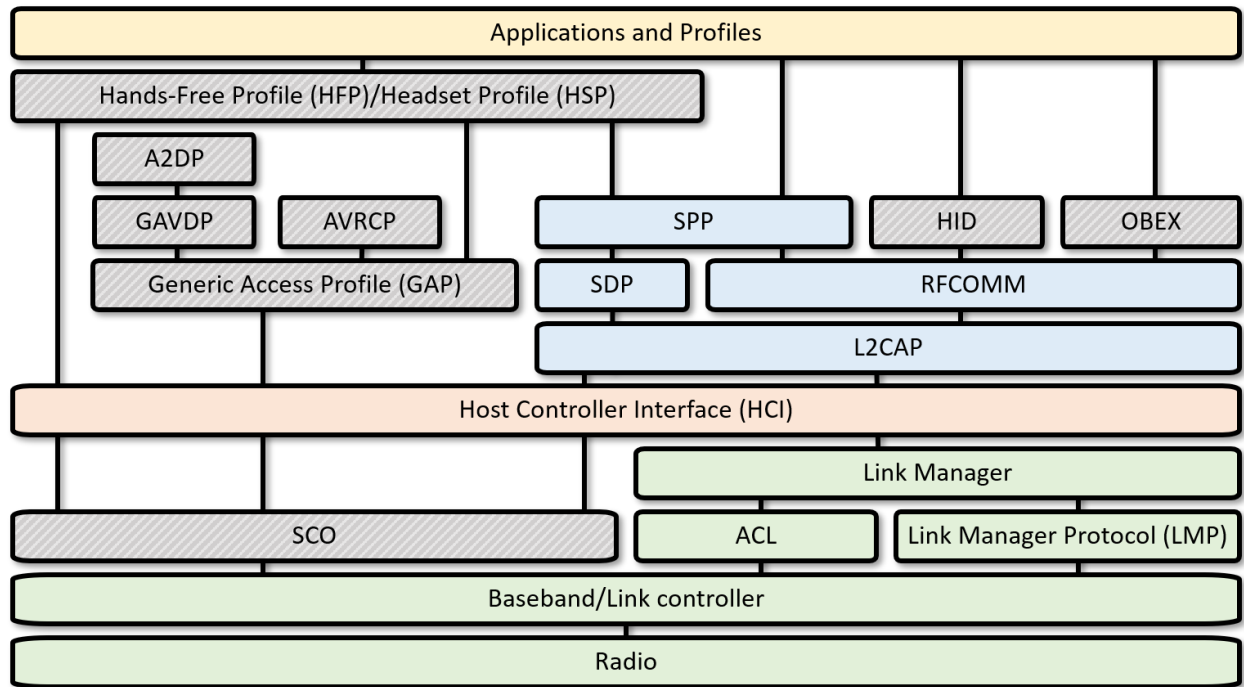 Applications and Profiles
Hands-Free Profile (HFP)/Headset Profile (HSP)
A2DP
GAVDP
AVRCP
SPP
HID
OBEX
Generic Access Profile (GAP)
SDP
RFCOMM
L2CAP
Host Controller Interface (HCI)
Link Manager
SCO
ACL
Link Manager Protocol (LMP)
Baseband/Link controller
Radio